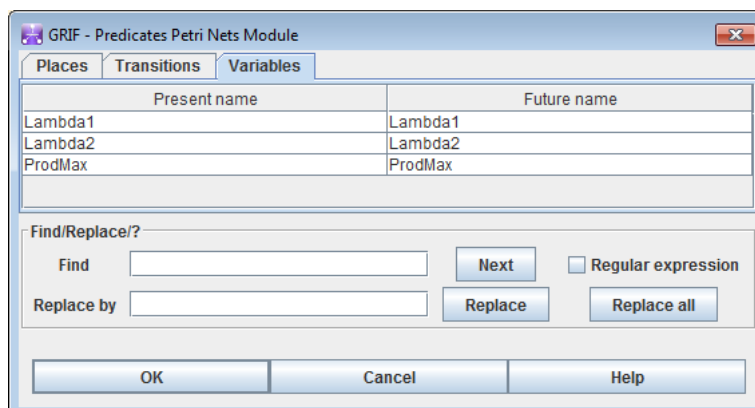 GRIF - Predicates Petri Nets Module
Places Transitions Variables
Present name Future name
Lambda1 Lambda1
Lambda2 Lambda2
ProdMax ProdMax
Find/Replace/?
Find Next Regular expression
Replace by Replace Replace all
OK Cancel Help